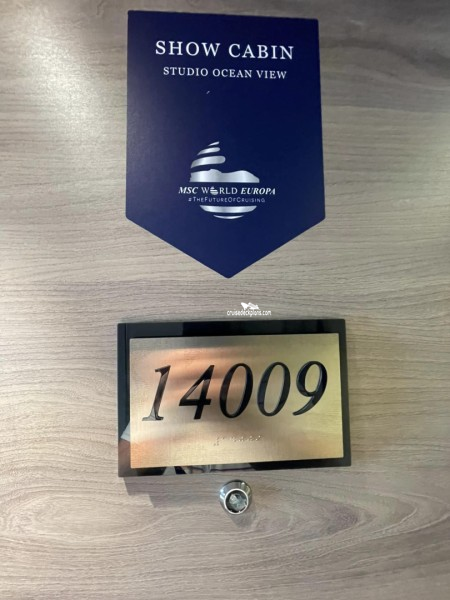 SHOW CABIN
STUDIO OCEAN VIEW
MSC WORLD EUROPA
#THEFUTUREOFCRUISING
cruisedeckplans.com
14009